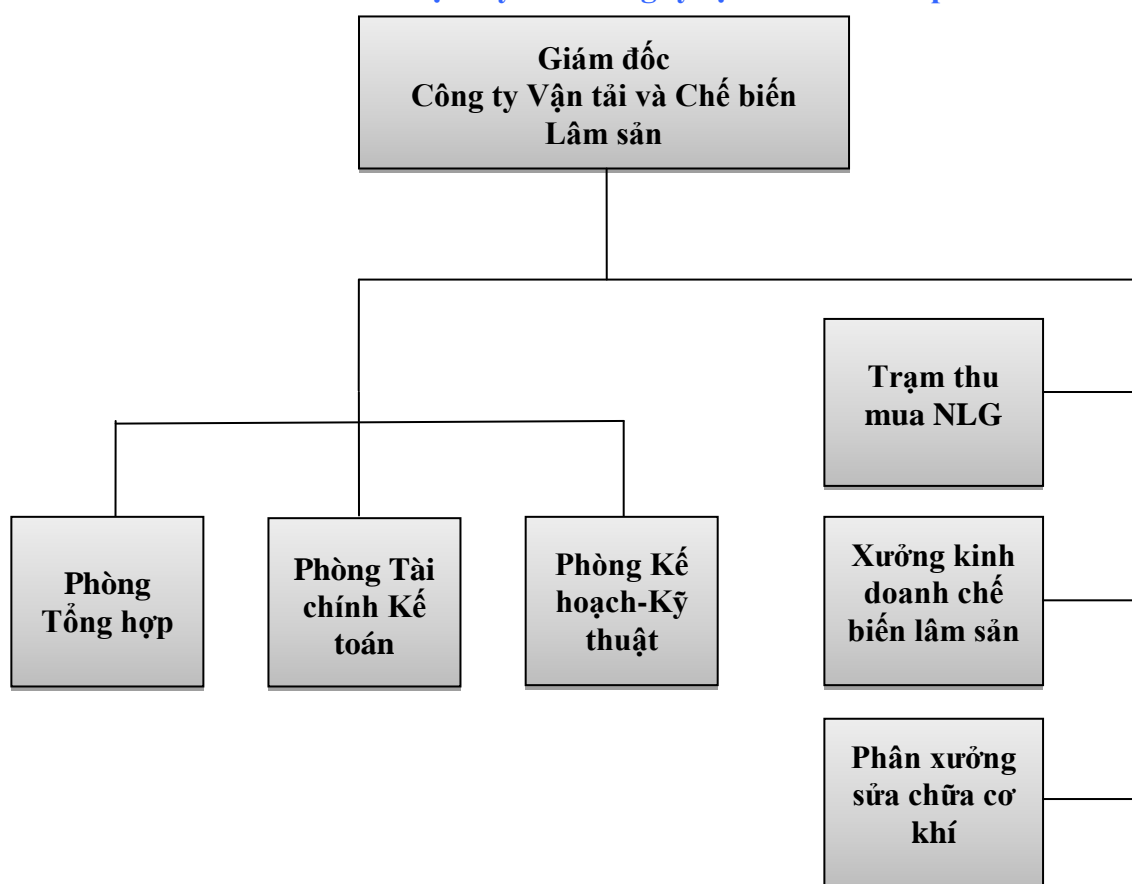 Giám đốc
Công ty Vận tải và Chế biến
Lâm sản
Trạm thu
mua NLG
Phòng
Tổng hợp
Phòng Tài
chính Kế
toán
Phòng Kế
hoạch-Kỹ
thuật
Xưởng kinh
doanh chế
biến lâm sản
Phân xưởng
sửa chữa cơ
khí